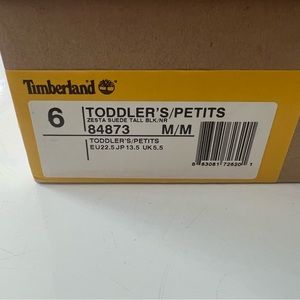 Timberland
6 TODDLER'S/PETITS
ZESTA SUEDE TALL BLK/NR
84873 M/M
TODDLER'S/PETITS
EU22.5 JP13.5 UK5.5